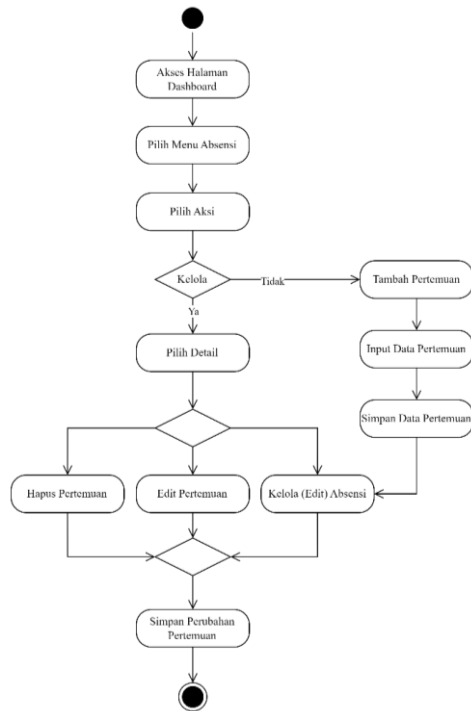 Akses Halaman
Dashboard
Pilih Menu Absensi
Pilih Aksi
Kelola
Tidak
Tambah Pertemuan
Ya
Pilih Detail
Input Data Pertemuan
Simpan Data Pertemuan
Hapus Pertemuan
Edit Pertemuan
Kelola (Edit) Absensi
Simpan Perubahan
Pertemuan